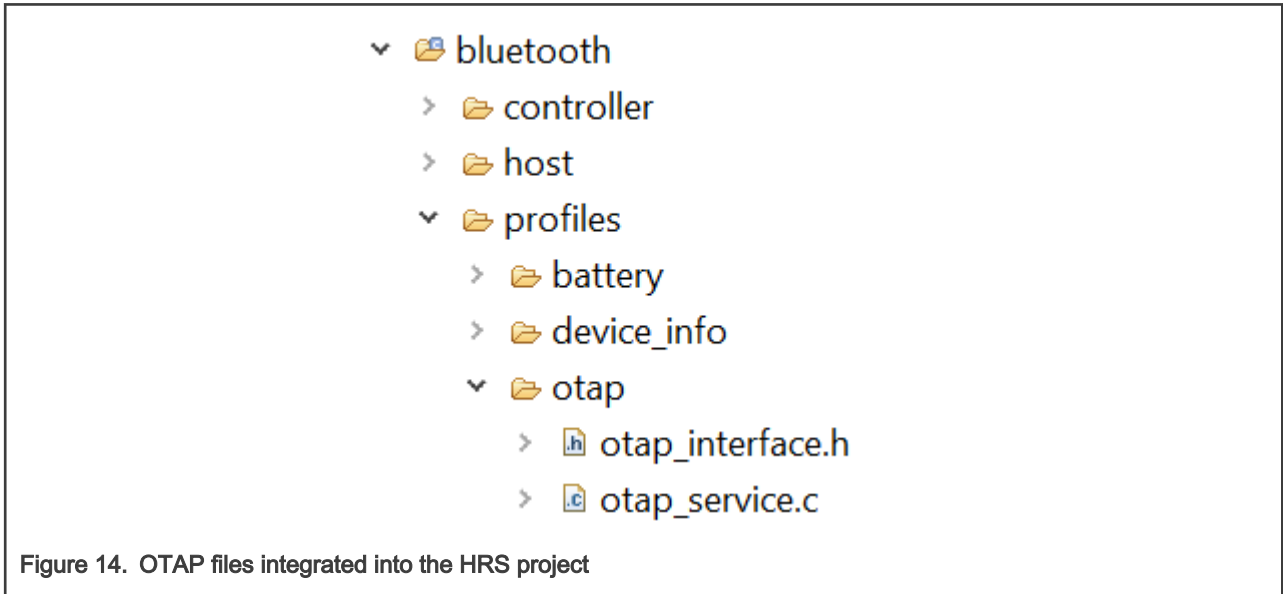 bluetooth
controller
host
profiles
battery
device_info
otap
.h otap_interface.h
.c otap_service.c
Figure 14. OTAP files integrated into the HRS project